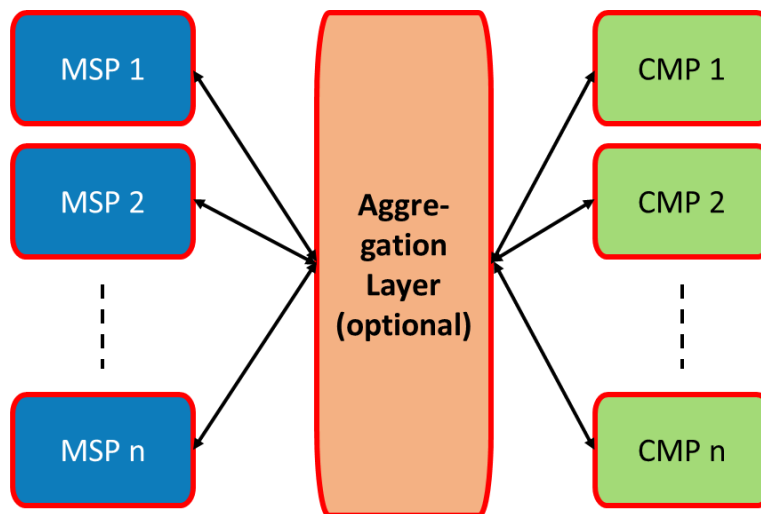 MSP 1
MSP 2
MSP n
Aggre-
gation
Layer
(optional)
CMP 1
CMP 2
CMP n